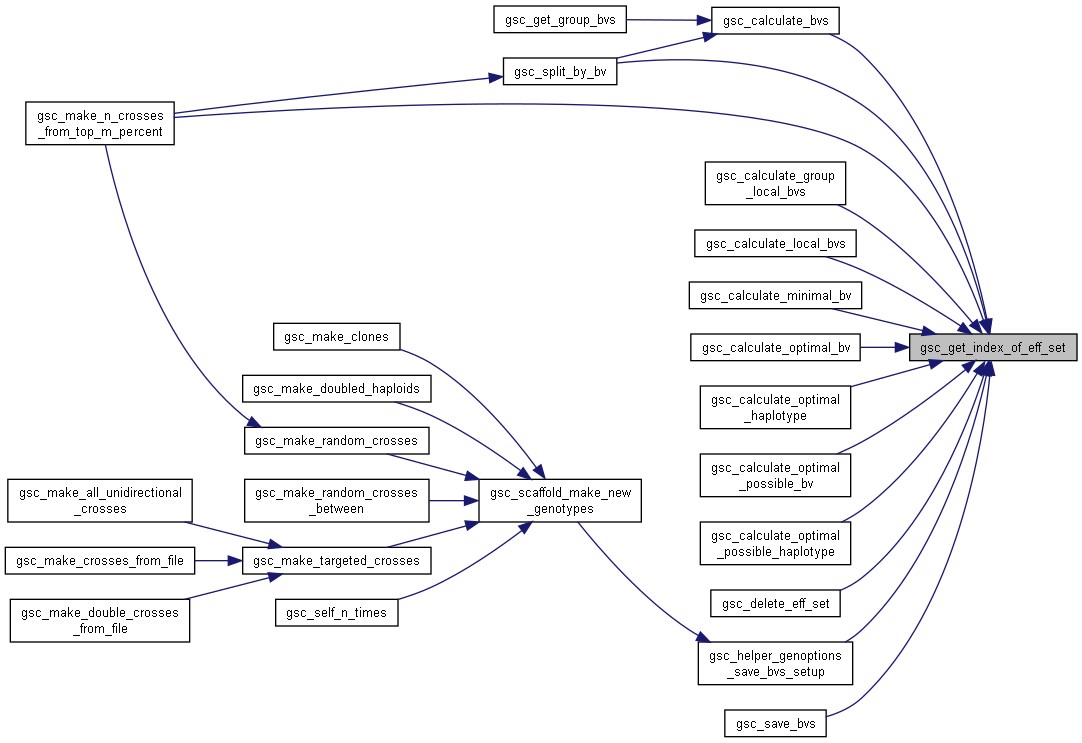 gsc_get_group_bvs
gsc_calculate_bvs
gsc_split_by_bv
gsc_make_n_crosses
_from_top_m_percent
gsc_calculate_group
_local_bvs
gsc_calculate_local_bvs
gsc_calculate_minimal_bv
gsc_make_clones
gsc_calculate_optimal_bv
gsc_get_index_of_eff_set
gsc_make_doubled_haploids
gsc_calculate_optimal
_haplotype
gsc_make_random_crosses
gsc_calculate_optimal
_possible_bv
gsc_make_all_unidirectional
_crosses
gsc_make_random_crosses
_between
gsc_scaffold_make_new
_genotypes
gsc_calculate_optimal
_possible_haplotype
gsc_make_crosses_from_file
gsc_make_targeted_crosses
gsc_make_double_crosses
_from_file
gsc_self_n_times
gsc_delete_eff_set
gsc_helper_genoptions
_save_bvs_setup
gsc_save_bvs